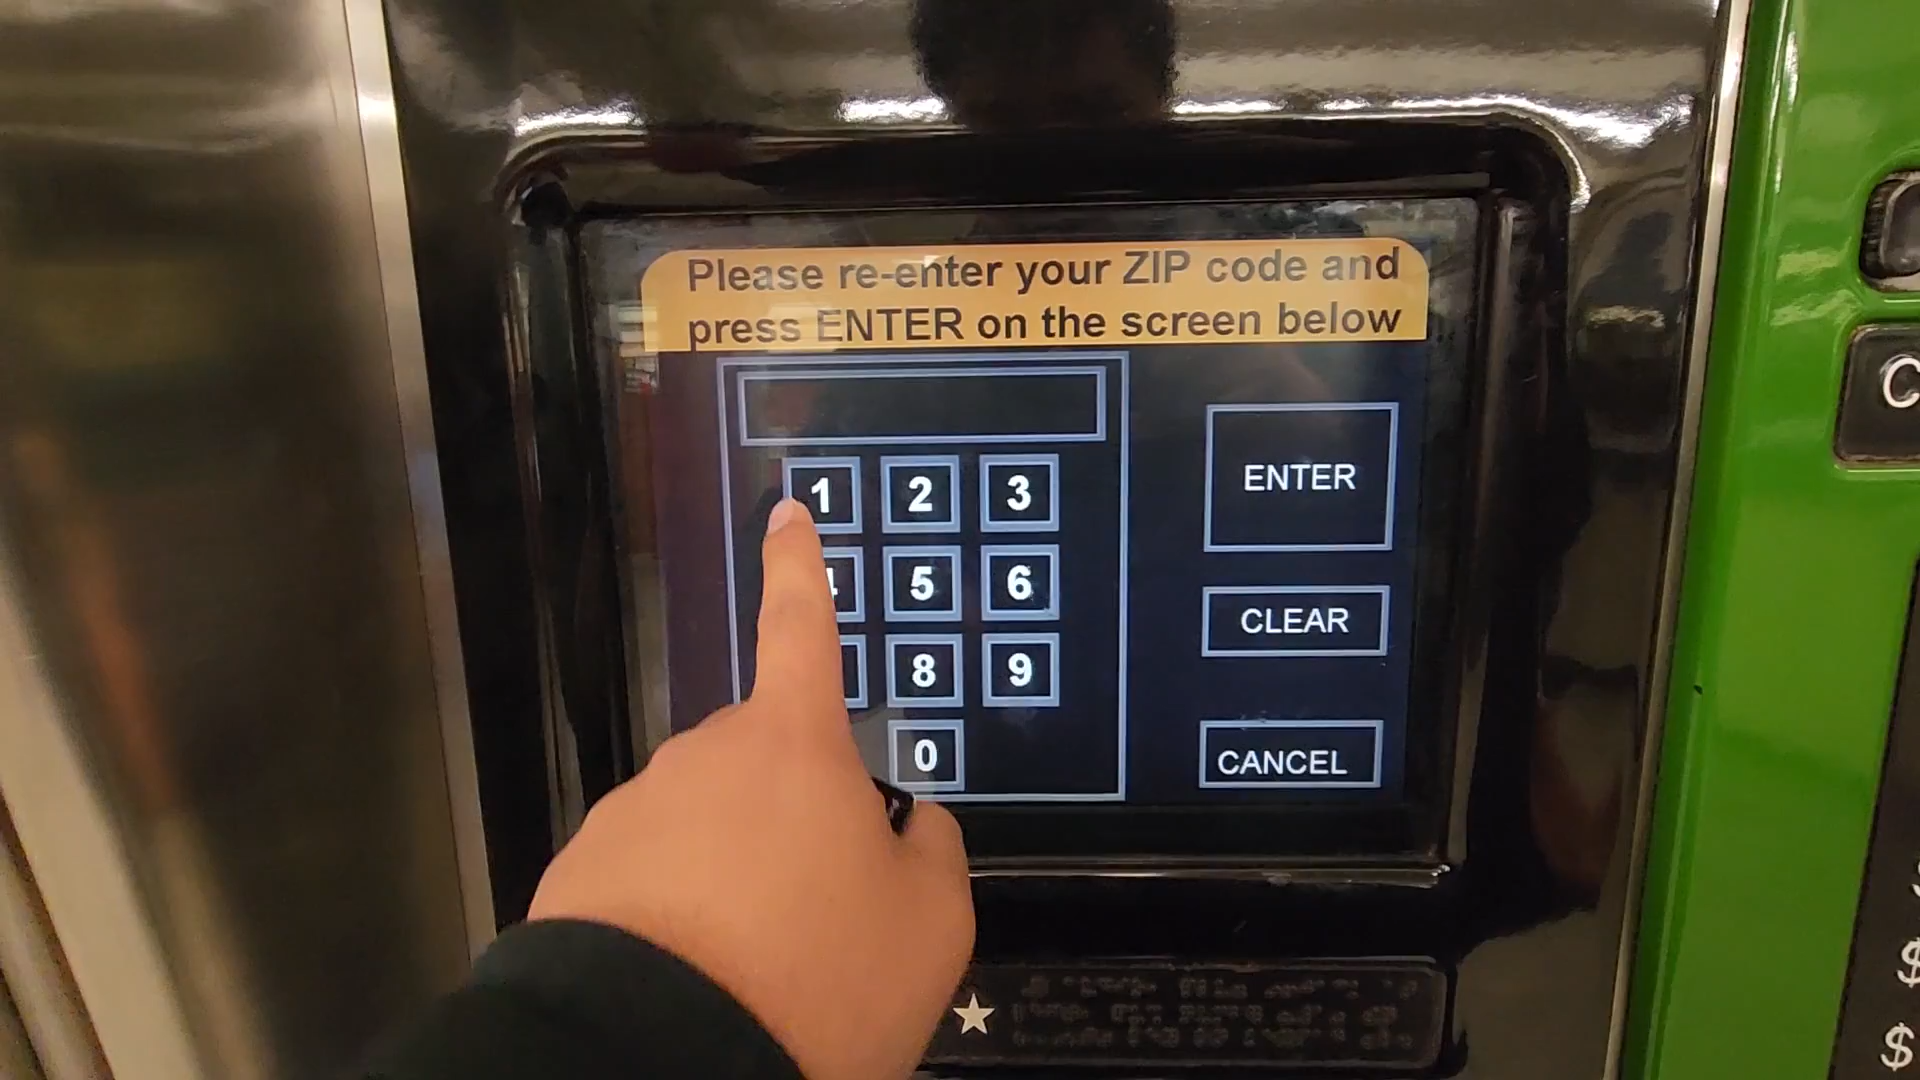 Please re-enter your ZIP code and
press ENTER on the screen below
1 2 3
ENTER
5 6
CLEAR
8 9
0
CANCEL
C
$
$